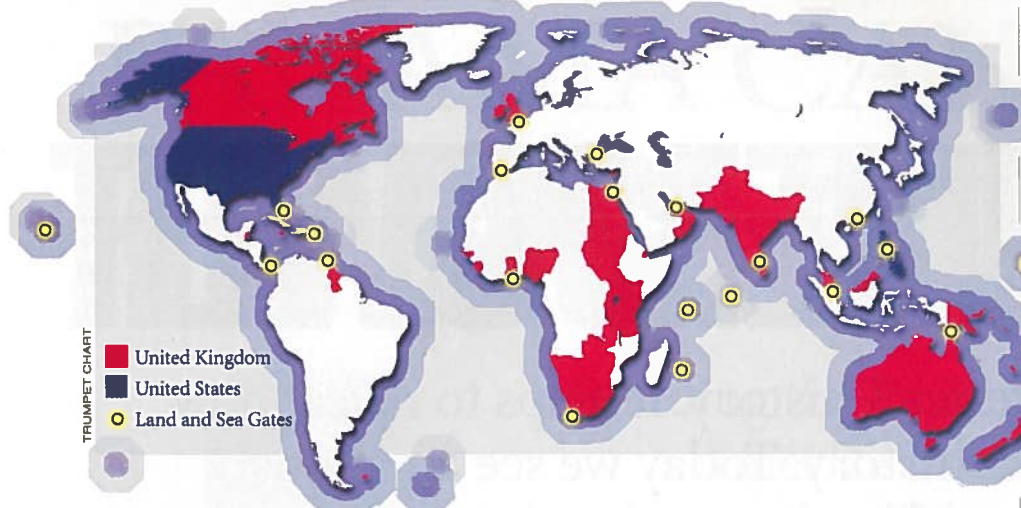 TRUMPET CHART
United Kingdom
United States
Land and Sea Gates